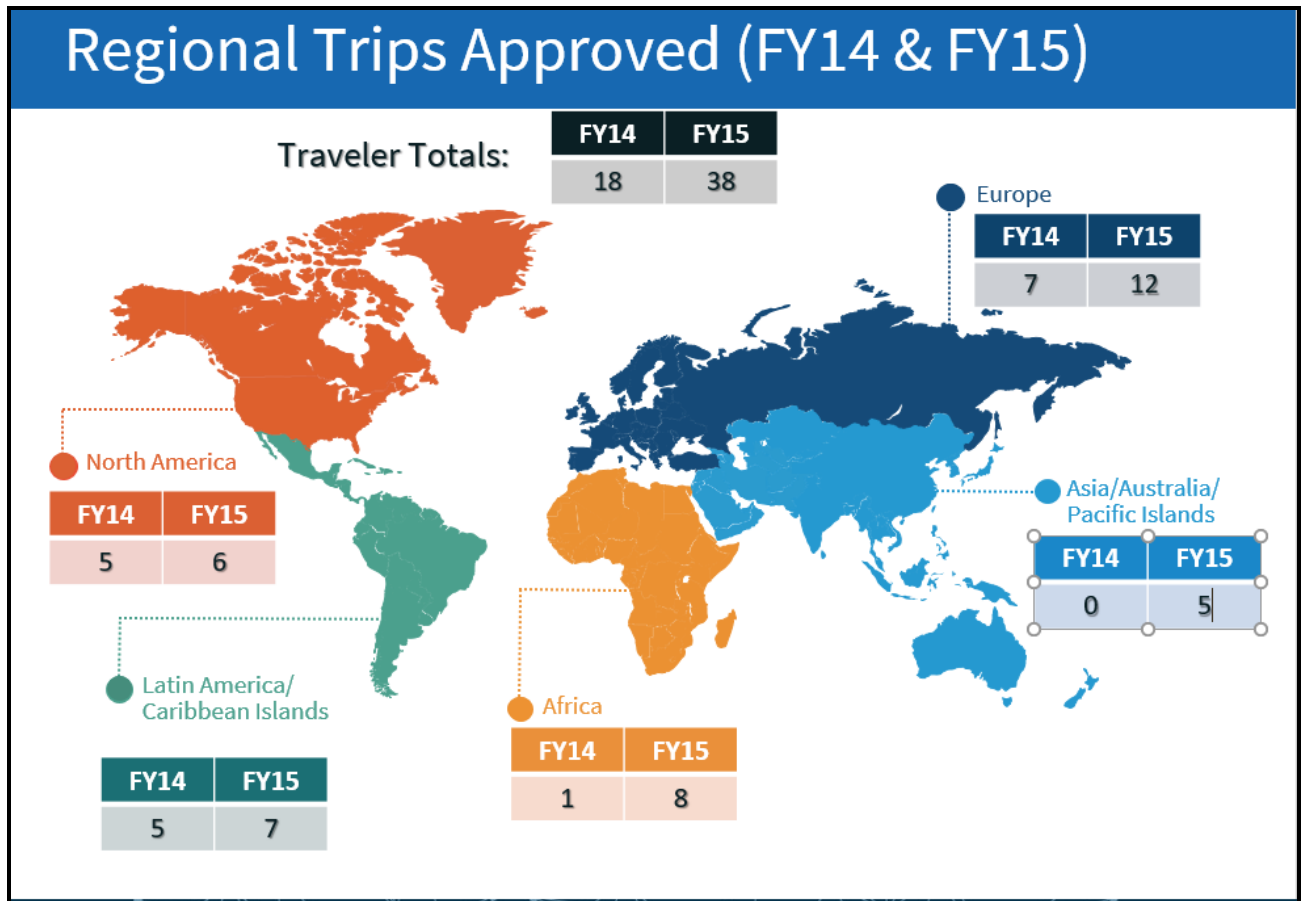 Regional Trips Approved (FY14 & FY15)
Traveler Totals:
FY14 FY15
18 38
Europe
FY14 FY15
7 12
North America
FY14 FY15
5 6
Asia/Australia/
Pacific Islands
FY14 FY15
0 5
Latin America/
Caribbean Islands
FY14 FY15
5 7
Africa
FY14 FY15
1 8